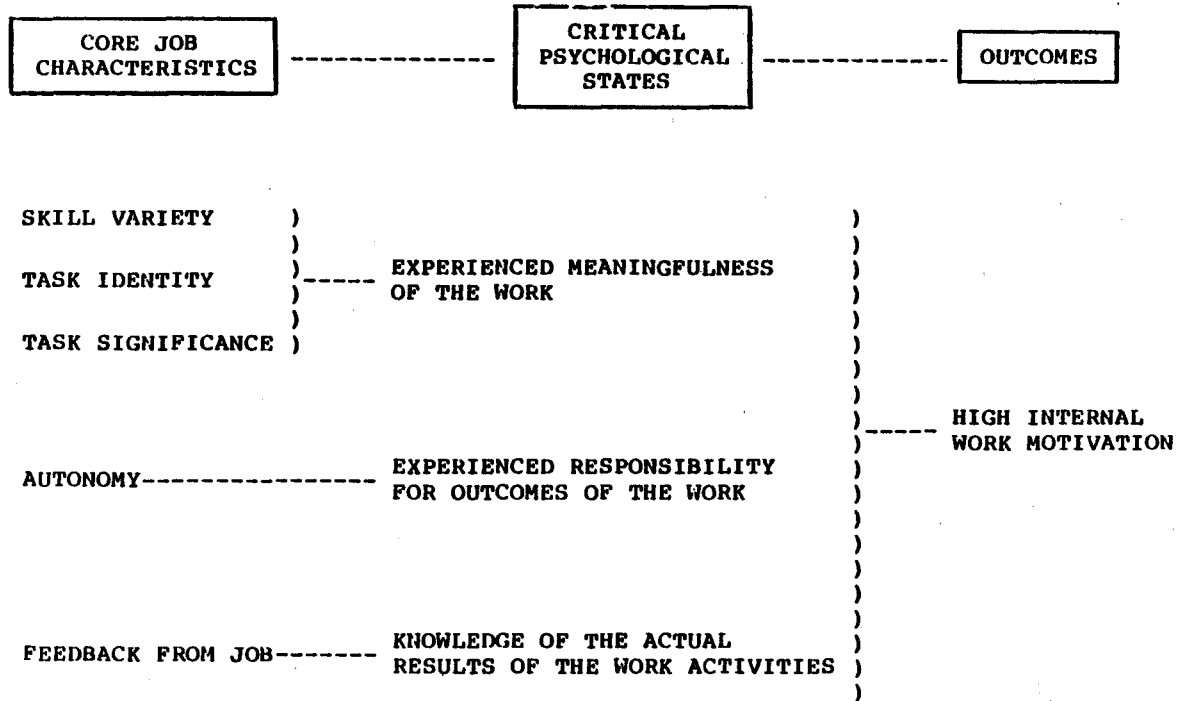 CORE JOB
CHARACTERISTICS
CRITICAL
PSYCHOLOGICAL
STATES
OUTCOMES
SKILL VARIETY
TASK IDENTITY
TASK SIGNIFICANCE
EXPERIENCED MEANINGFULNESS
OF THE WORK
AUTONOMY
EXPERIENCED RESPONSIBILITY
FOR OUTCOMES OF THE WORK
FEEDBACK FROM JOB
KNOWLEDGE OF THE ACTUAL
RESULTS OF THE WORK ACTIVITIES
HIGH INTERNAL
WORK MOTIVATION